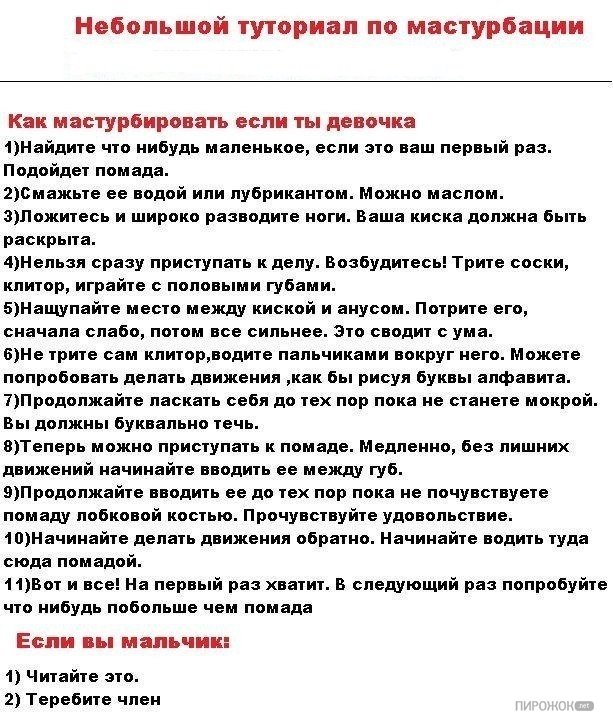 Небольшой туториал по мастурбации
Как мастурбировать если ты девочка
1)Найдите что нибудь маленькое, если это ваш первый раз.
Подойдет помада.
2)Смажьте ее водой или лубрикантом. Можно маслом.
3)Ложитесь и широко разводите ноги. Ваша киска должна быть
раскрыта.
4)Нельзя сразу приступать к делу. Возбудитесь! Трите соски,
клитор, играйте с половыми губами.
5)Нащупайте место между киской и анусом. Потрите его,
сначала слабо, потом все сильнее. Это сводит с ума.
6)Не трите сам клитор,водите пальчиками вокруг него. Можете
попробовать делать движения ,как бы рисуя буквы алфавита.
7)Продолжайте ласкать себя до тех пор пока не станете мокрой.
Вы должны буквально течь.
8)Теперь можно приступать к помаде. Медленно, без лишних
движений начинайте вводить ее между губ.
9)Продолжайте вводить ее до тех пор пока не почувствуете
помаду лобковой костью. Прочувствуйте удовольствие.
10)Начинайте делать движения обратно. Начинайте водить туда
сюда помадой.
11)Вот и все! На первый раз хватит. В следующий раз попробуйте
что нибудь побольше чем помада
Если вы мальчик:
1) Читайте это.
2) Теребите член
ПИРОЖОК.net